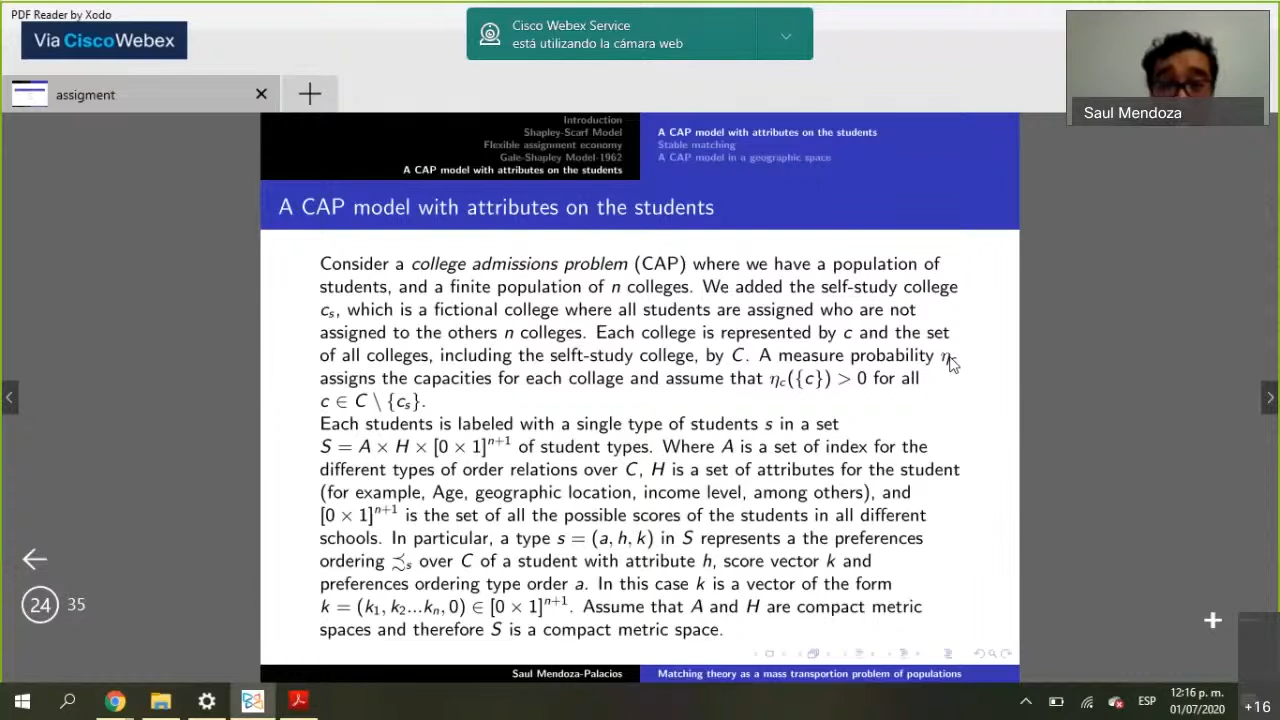 PDF Reader by Xodo
Via CiscoWebex
Cisco Webex Service
está utilizando la cámara web
Saul Mendoza
assigment
Introduction
Shapley-Scarf Model
Flexible assignment economy
Gale-Shapley Model-1962
A CAP model with attributes on the students
A CAP model with attributes on the students
Stable matching
A CAP model in a geographic space
A CAP model with attributes on the students
Consider a college admissions problem (CAP) where we have a population of
students, and a finite population of n colleges. We added the self-study college
c_s, which is a fictional college where all students are assigned who are not
assigned to the others n colleges. Each college is represented by c and the set
of all colleges, including the selft-study college, by C. A measure probability η
assigns the capacities for each collage and assume that η_c({c}) > 0 for all
c ∈ C \ {c_s}.
Each students is labeled with a single type of students s in a set
S = A × H × [0 × 1]^{n+1} of student types. Where A is a set of index for the
different types of order relations over C, H is a set of attributes for the student
(for example, Age, geographic location, income level, among others), and
[0 × 1]^{n+1} is the set of all the possible scores of the students in all different
schools. In particular, a type s = (a, h, k) in S represents a the preferences
ordering ⪯_s over C of a student with attribute h, score vector k and
preferences ordering type order a. In this case k is a vector of the form
k = (k_1, k_2...k_n, 0) ∈ [0 × 1]^{n+1}. Assume that A and H are compact metric
spaces and therefore S is a compact metric space.
24 35
Saul Mendoza-Palacios
Matching theory as a mass transportion problem of populations
ESP
12:16 p. m.
01/07/2020
+16